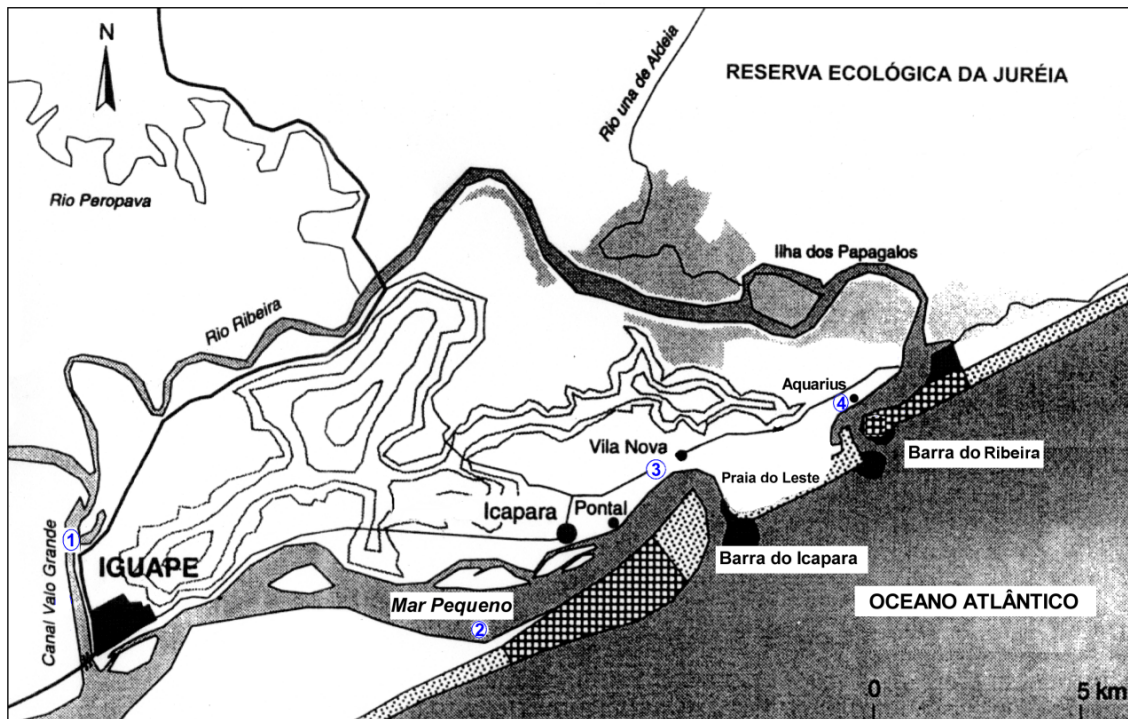 N
RESERVA ECOLÓGICA DA JURÉIA
Rio una de Aldeia
Rio Peropava
Ilha dos Papagalos
Rio Ribeira
Aquarius
4
Vila Nova
3
Barra do Ribeira
Praia do Leste
Icapara
Pontal
1
IGUAPE
Barra do Icapara
Canal Valo Grande
Mar Pequeno
2
OCEANO ATLÂNTICO
0 5 km